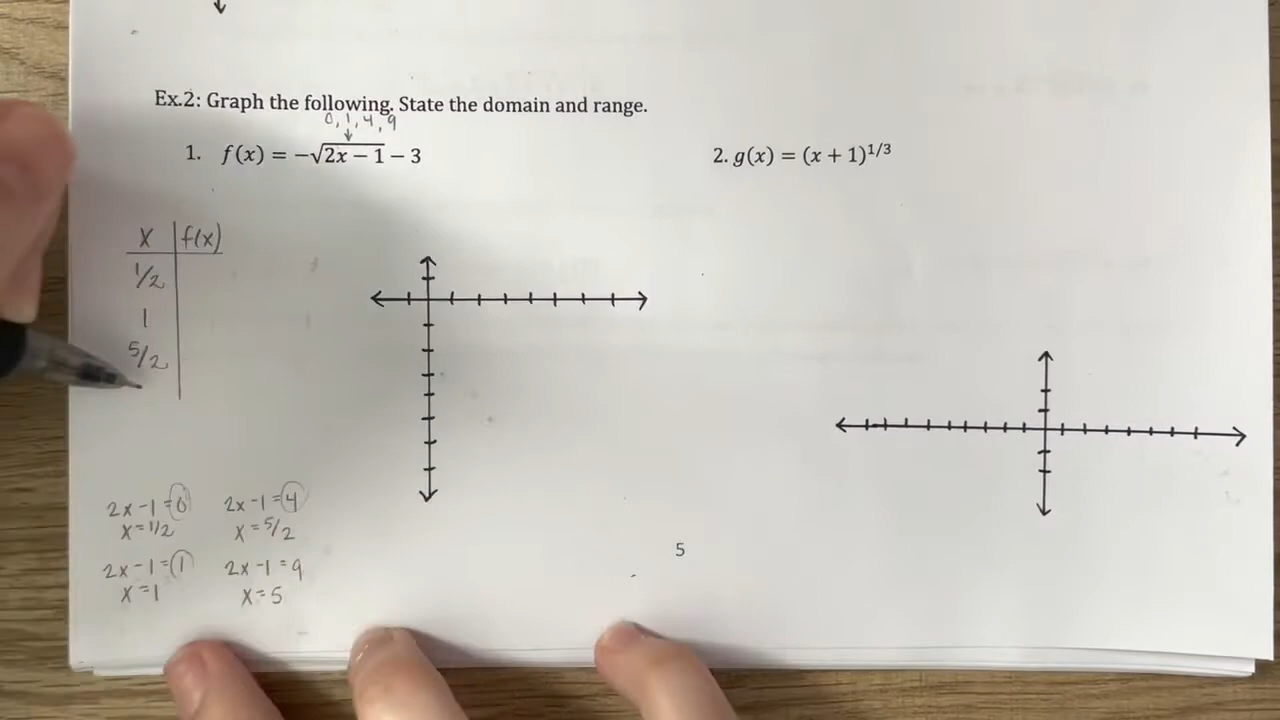 Ex.2: Graph the following. State the domain and range.
0, 1, 4, 9
1. f(x) = −√2x − 1 − 3
2. g(x) = (x + 1)^1/3
x f(x)
1/2
1
5/2
2x -1 = 0
x = 1/2
2x -1 = 4
x = 5/2
2x -1 = 1
x = 1
2x -1 = 9
x = 5
5